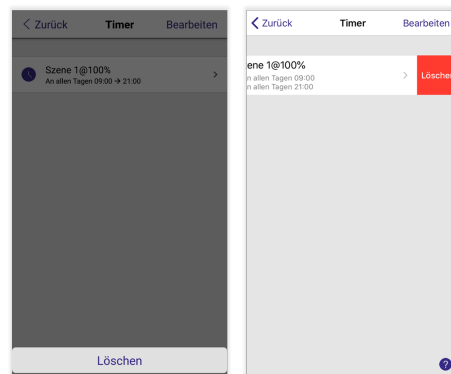 Zurück Timer Bearbeiten
Szene 1@100%
An allen Tagen 09:00 → 21:00
Löschen
Zurück Timer Bearbeiten
ene 1@100%
n allen Tagen 09:00
n allen Tagen 21:00
Löschen
?